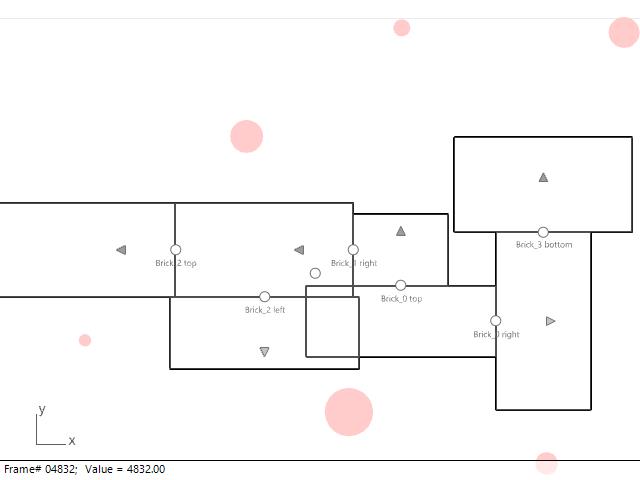 Brick_3 bottom
Brick_2 top
Brick_1 right
Brick_0 top
Brick_2 left
Brick_0 right
y
x
Frame# 04832; Value = 4832.00